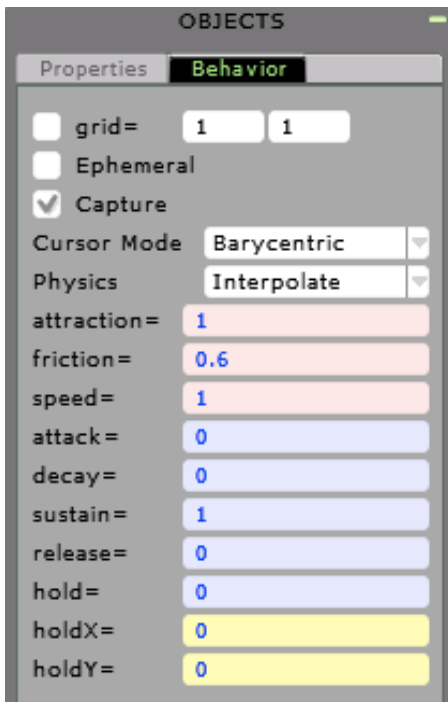 OBJECTS
Properties Behavior
grid= 1 1
Ephemeral
Capture
Cursor Mode Barycentric
Physics Interpolate
attraction= 1
friction= 0.6
speed= 1
attack= 0
decay= 0
sustain= 1
release= 0
hold= 0
holdX= 0
holdY= 0